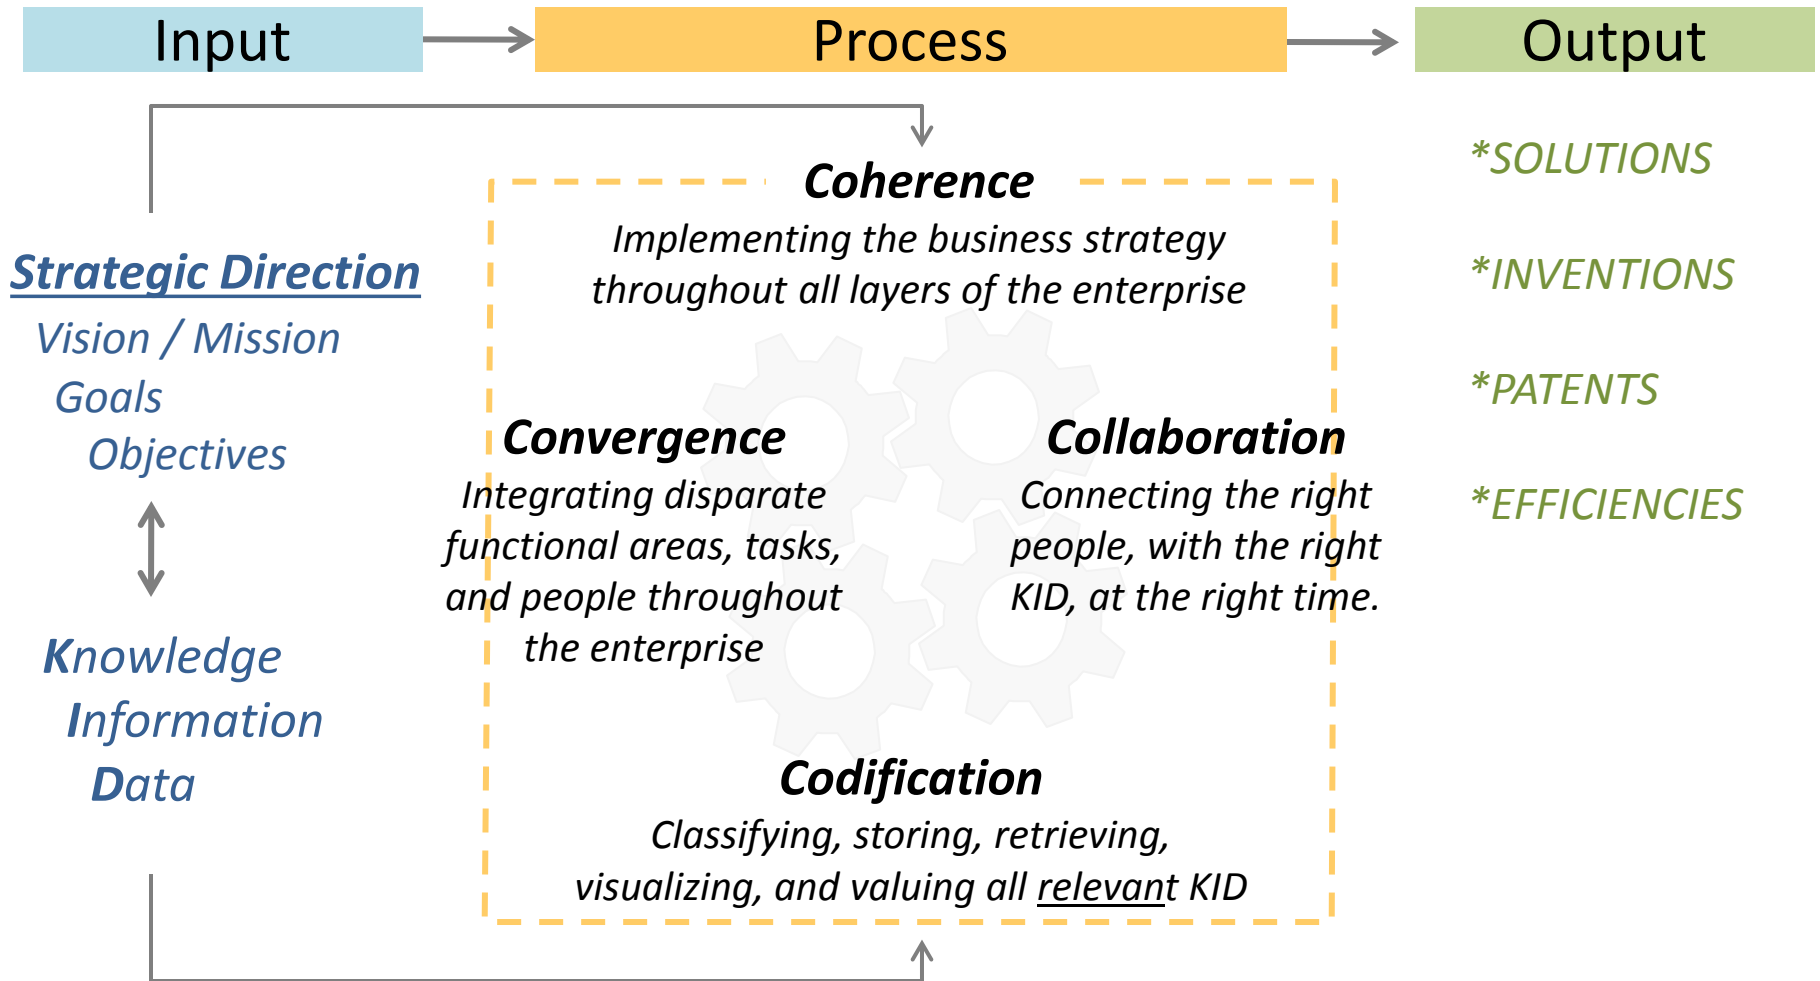 Input
Process
Output
Strategic Direction
Vision / Mission
Goals
Objectives
Knowledge
Information
Data
Coherence
Implementing the business strategy
throughout all layers of the enterprise
Convergence
Integrating disparate
functional areas, tasks,
and people throughout
the enterprise
Collaboration
Connecting the right
people, with the right
KID, at the right time.
Codification
Classifying, storing, retrieving,
visualizing, and valuing all relevant KID
*SOLUTIONS
*INVENTIONS
*PATENTS
*EFFICIENCIES